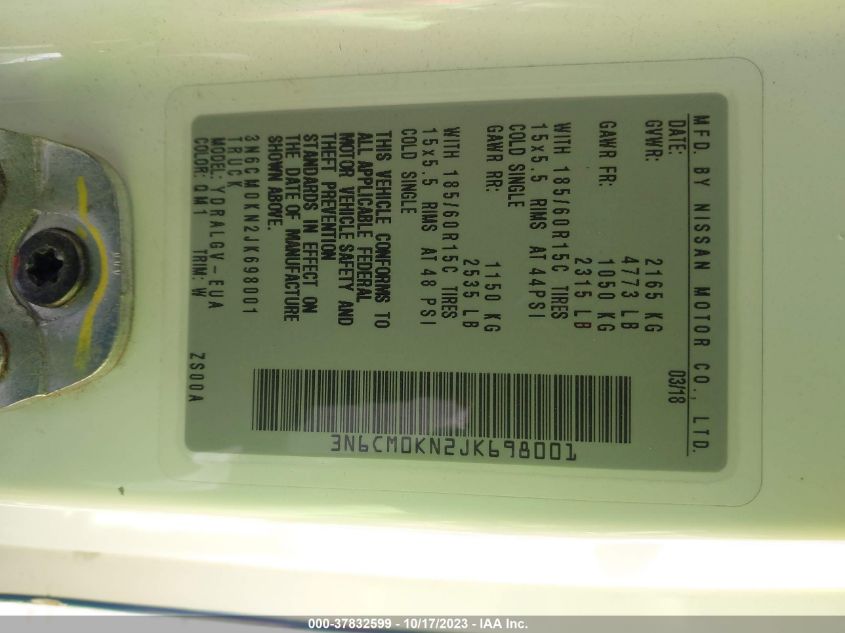 MFD. BY NISSAN MOTOR CO., LTD.
DATE: 03/18
GVWR: 2165 KG
4773 LB
GAWR FR: 1050 KG
2315 LB
WITH 185/60R15C TIRES
15x5.5 RIMS AT 44PSI
COLD SINGLE
GAWR RR: 1150 KG
2535 LB
WITH 185/60R15C TIRES
15x5.5 RIMS AT 48 PSI
COLD SINGLE
THIS VEHICLE CONFORMS TO
ALL APPLICABLE FEDERAL
MOTOR VEHICLE SAFETY AND
THEFT PREVENTION
STANDARDS IN EFFECT ON
THE DATE OF MANUFACTURE
SHOWN ABOVE.
3N6CM0KN2JK698001
TRUCK
MODEL: YDRALGV-EUA
COLOR: QM1 TRIM: W ZS00A
3N6CM0KN2JK698001
000-37832599 - 10/17/2023 - IAA Inc.